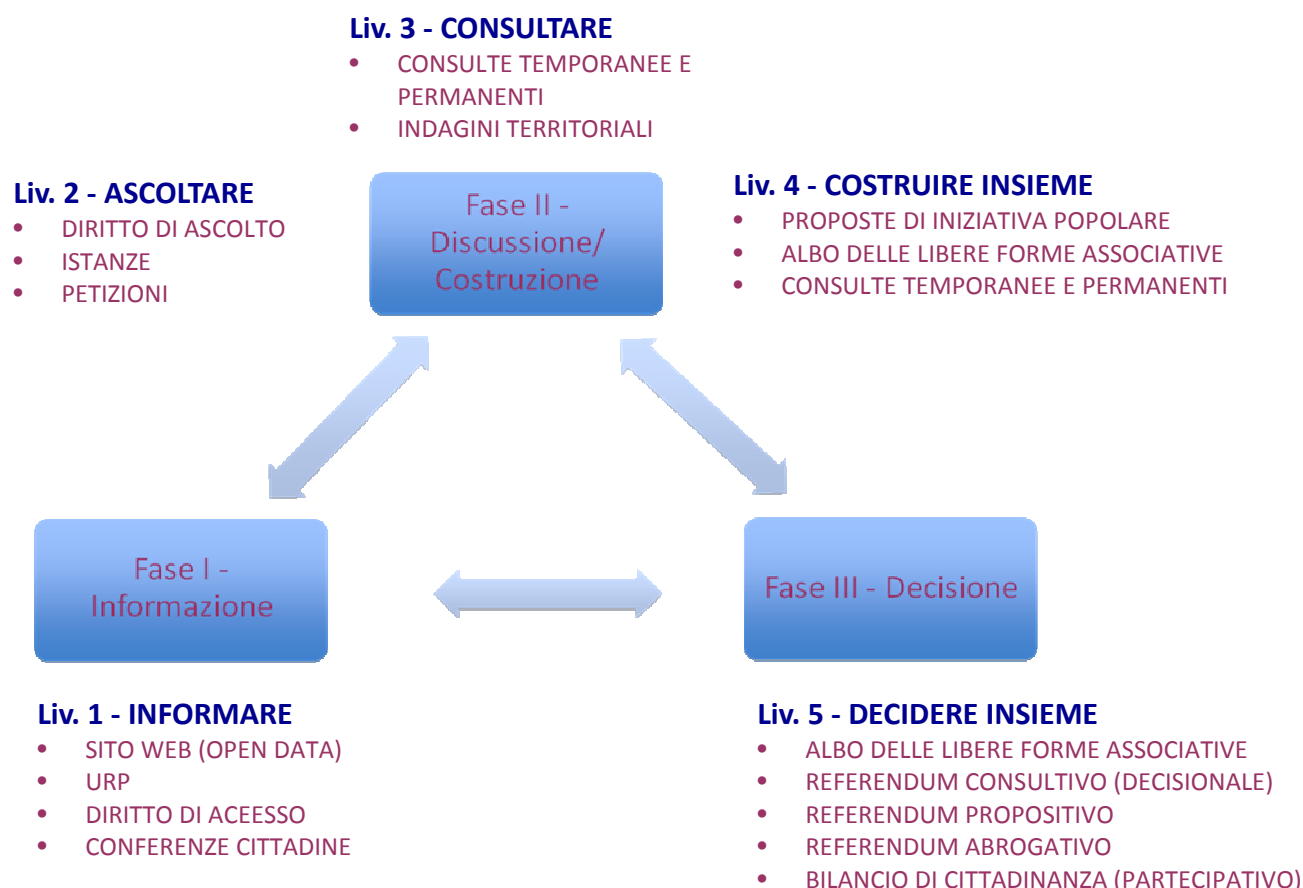 Liv. 3 - CONSULTARE
• CONSULTE TEMPORANEE E
PERMANENTI
• INDAGINI TERRITORIALI
Liv. 2 - ASCOLTARE
• DIRITTO DI ASCOLTO
• ISTANZE
• PETIZIONI
Fase II -
Discussione/
Costruzione
Liv. 4 - COSTRUIRE INSIEME
• PROPOSTE DI INIZIATIVA POPOLARE
• ALBO DELLE LIBERE FORME ASSOCIATIVE
• CONSULTE TEMPORANEE E PERMANENTI
Fase I -
Informazione
Fase III - Decisione
Liv. 1 - INFORMARE
• SITO WEB (OPEN DATA)
• URP
• DIRITTO DI ACEESSO
• CONFERENZE CITTADINE
Liv. 5 - DECIDERE INSIEME
• ALBO DELLE LIBERE FORME ASSOCIATIVE
• REFERENDUM CONSULTIVO (DECISIONALE)
• REFERENDUM PROPOSITIVO
• REFERENDUM ABROGATIVO
• BILANCIO DI CITTADINANZA (PARTECIPATIVO)